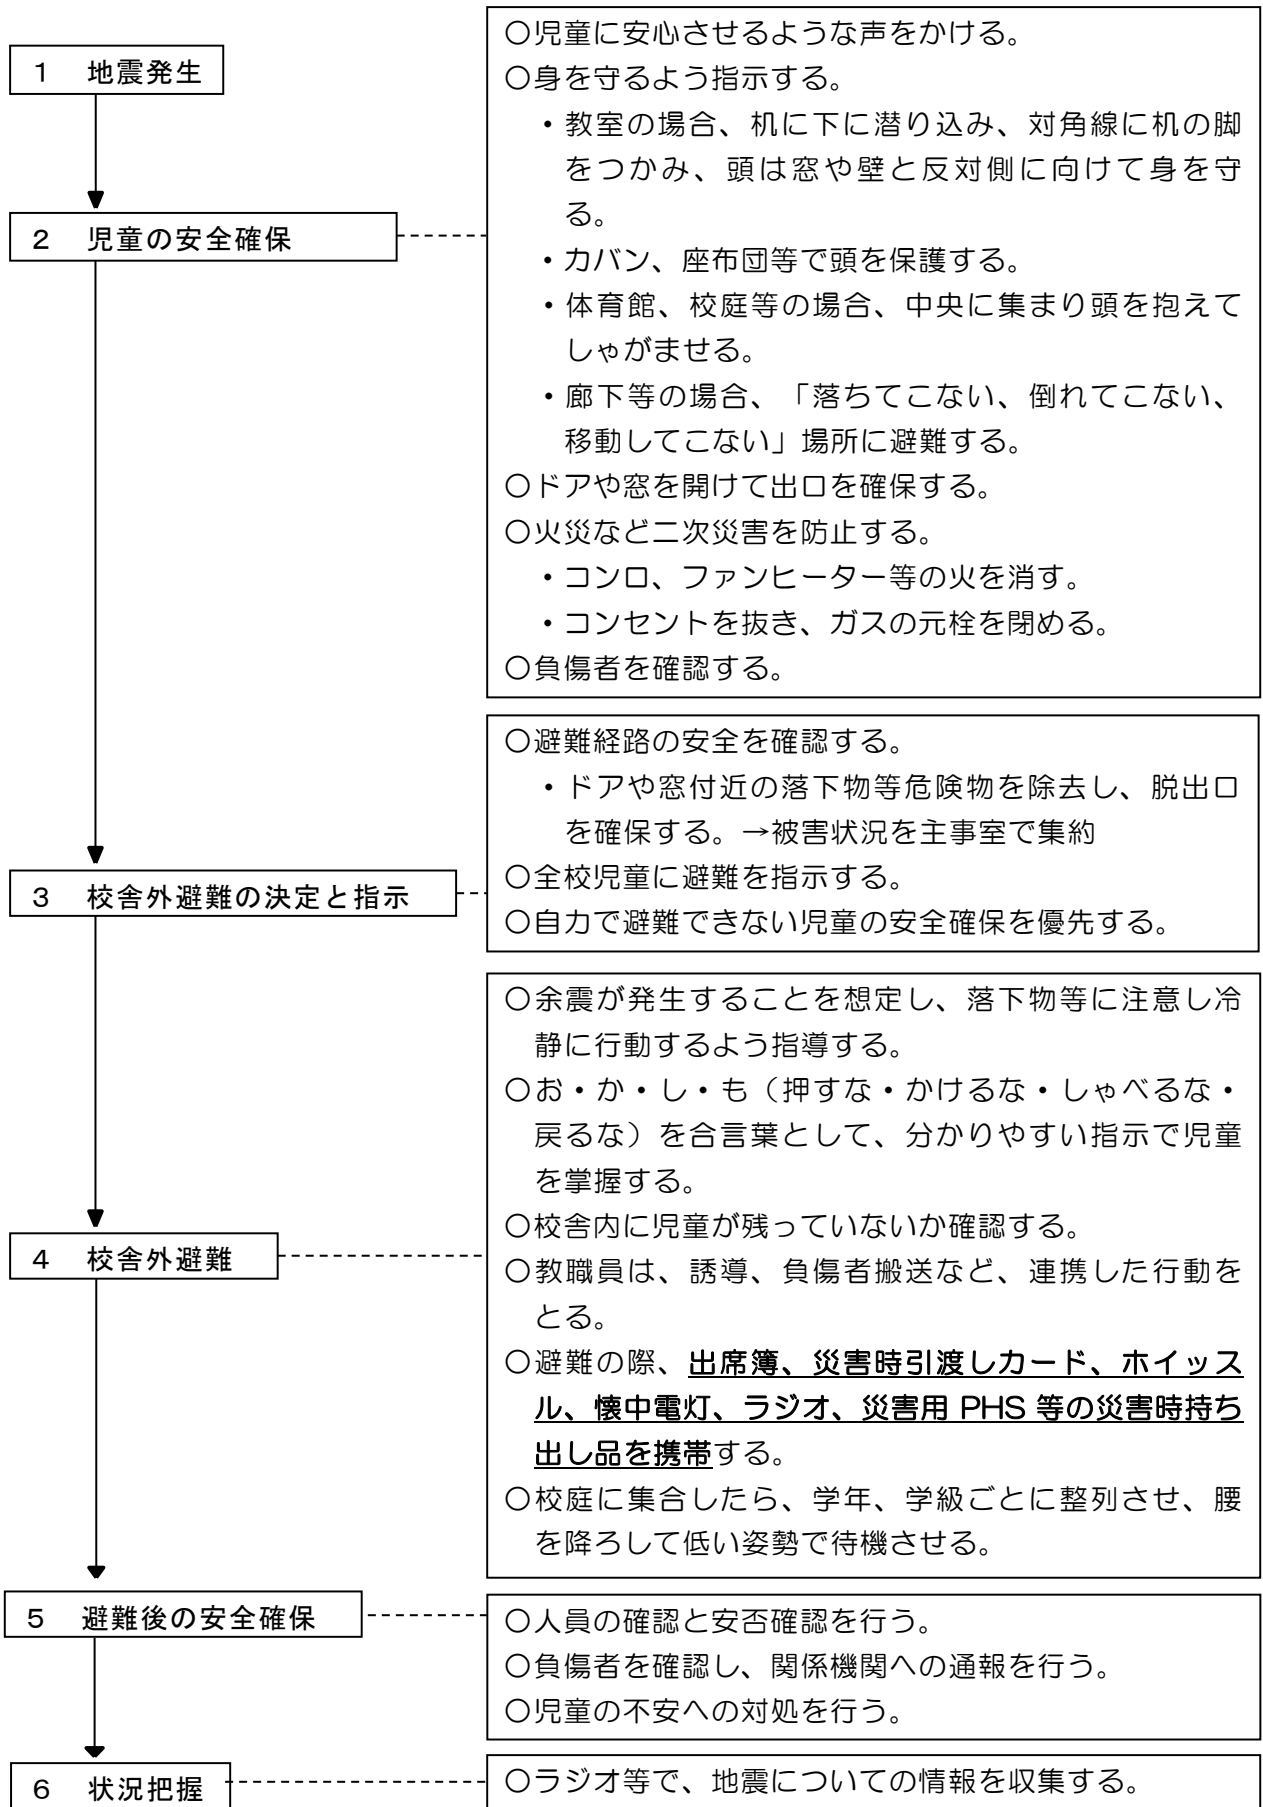 1　地震発生
2　児童の安全確保
〇児童に安心させるような声をかける。
〇身を守るよう指示する。
・教室の場合、机に下に潜り込み、対角線に机の脚
をつかみ、頭は窓や壁と反対側に向けて身を守
る。
・カバン、座布団等で頭を保護する。
・体育館、校庭等の場合、中央に集まり頭を抱えて
しゃがませる。
・廊下等の場合、「落ちてこない、倒れてこない、
移動してこない」場所に避難する。
〇ドアや窓を開けて出口を確保する。
〇火災など二次災害を防止する。
・コンロ、ファンヒーター等の火を消す。
・コンセントを抜き、ガスの元栓を閉める。
〇負傷者を確認する。
3　校舎外避難の決定と指示
〇避難経路の安全を確認する。
・ドアや窓付近の落下物等危険物を除去し、脱出口
を確保する。→被害状況を主事室で集約
〇全校児童に避難を指示する。
〇自力で避難できない児童の安全確保を優先する。
4　校舎外避難
〇余震が発生することを想定し、落下物等に注意し冷
静に行動するよう指導する。
〇お・か・し・も（押すな・かけるな・しゃべるな・
戻るな）を合言葉として、分かりやすい指示で児童
を掌握する。
〇校舎内に児童が残っていないか確認する。
〇教職員は、誘導、負傷者搬送など、連携した行動を
とる。
〇避難の際、出席簿、災害時引渡しカード、ホイッス
ル、懐中電灯、ラジオ、災害用 PHS 等の災害時持ち
出し品を携帯する。
〇校庭に集合したら、学年、学級ごとに整列させ、腰
を降ろして低い姿勢で待機させる。
5　避難後の安全確保
〇人員の確認と安否確認を行う。
〇負傷者を確認し、関係機関への通報を行う。
〇児童の不安への対処を行う。
6　状況把握
〇ラジオ等で、地震についての情報を収集する。